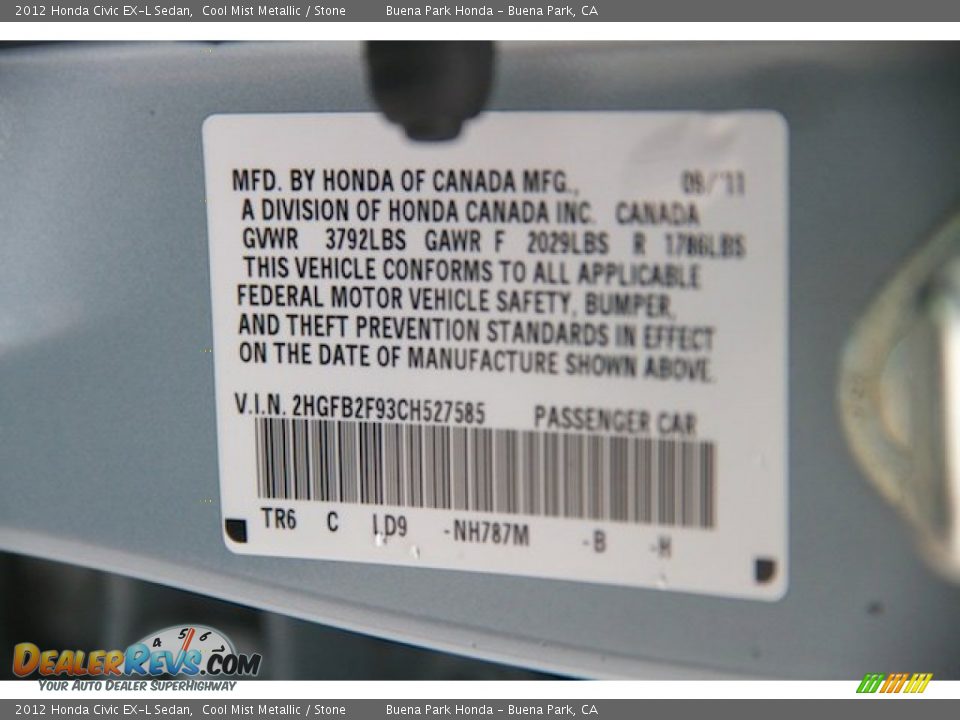 2012 Honda Civic EX-L Sedan, Cool Mist Metallic / Stone Buena Park Honda - Buena Park, CA
MFD. BY HONDA OF CANADA MFG., /11
A DIVISION OF HONDA CANADA INC. CANADA
GVWR 3792LBS GAWR F 2029LBS R 1786LBS
THIS VEHICLE CONFORMS TO ALL APPLICABLE
FEDERAL MOTOR VEHICLE SAFETY, BUMPER,
AND THEFT PREVENTION STANDARDS IN EFFECT
ON THE DATE OF MANUFACTURE SHOWN ABOVE.
V.I.N. 2HGFB2F93CH527585 PASSENGER CAR
TR6 C I,D9 -NH787M -B -H
4 5 6
DEALERREVS.COM
YOUR AUTO DEALER SUPERHIGHWAY
2012 Honda Civic EX-L Sedan, Cool Mist Metallic / Stone Buena Park Honda - Buena Park, CA